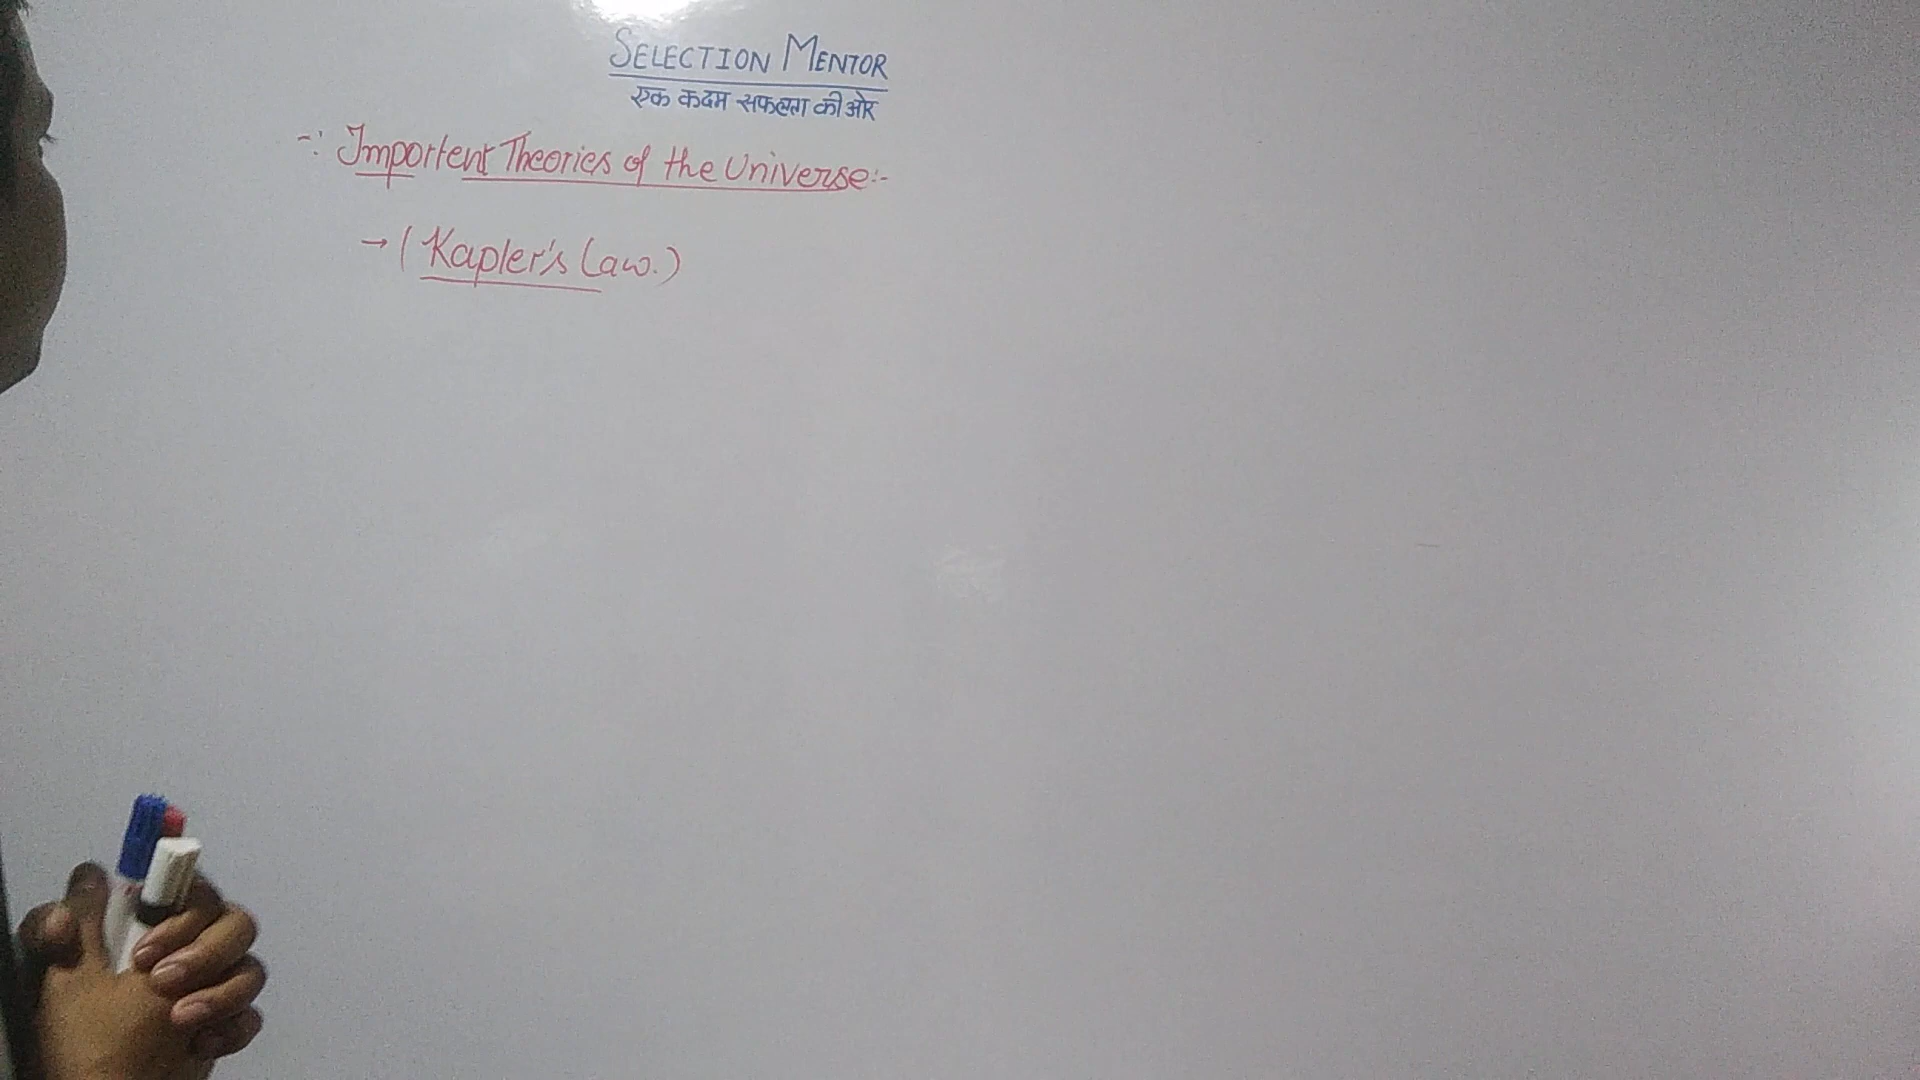 SELECTION MENTOR
एक कदम सफलता की ओर
-: Importent Theories of the Universe:-
→ (Kapler's Law.)